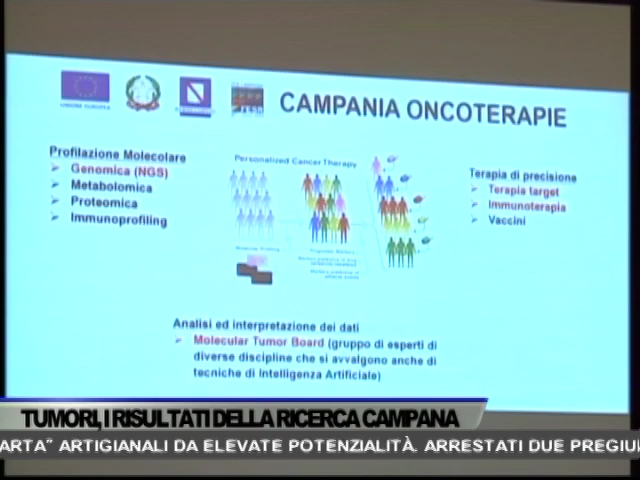 CAMPANIA ONCOTERAPIE
UNIONE EUROPEA
Profilazione Molecolare
Genomica (NGS)
Metabolomica
Proteomica
Immunoprofiling
Personalized Cancer Therapy
Terapia di precisione
Terapia target
Immunoterapia
Vaccini
Analisi ed interpretazione dei dati
Molecular Tumor Board (gruppo di esperti di
diverse discipline che si avvalgono anche di
tecniche di Intelligenza Artificiale)
TUMORI, I RISULTATI DELLA RICERCA CAMPANA
ARTA” ARTIGIANALI DA ELEVATE POTENZIALITÀ. ARRESTATI DUE PREGIU